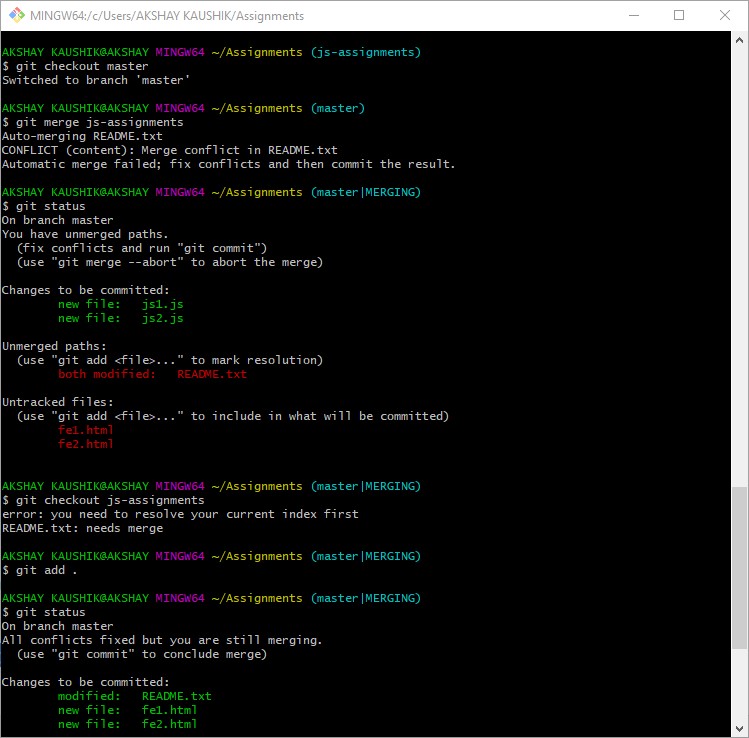 MINGW64:/c/Users/AKSHAY KAUSHIK/Assignments
AKSHAY KAUSHIK@AKSHAY MINGW64 ~/Assignments (js-assignments)
$ git checkout master
Switched to branch 'master'
AKSHAY KAUSHIK@AKSHAY MINGW64 ~/Assignments (master)
$ git merge js-assignments
Auto-merging README.txt
CONFLICT (content): Merge conflict in README.txt
Automatic merge failed; fix conflicts and then commit the result.
AKSHAY KAUSHIK@AKSHAY MINGW64 ~/Assignments (master|MERGING)
$ git status
On branch master
You have unmerged paths.
  (fix conflicts and run "git commit")
  (use "git merge --abort" to abort the merge)
Changes to be committed:
        new file:   js1.js
        new file:   js2.js
Unmerged paths:
  (use "git add <file>..." to mark resolution)
        both modified:   README.txt
Untracked files:
  (use "git add <file>..." to include in what will be committed)
        fe1.html
        fe2.html
AKSHAY KAUSHIK@AKSHAY MINGW64 ~/Assignments (master|MERGING)
$ git checkout js-assignments
error: you need to resolve your current index first
README.txt: needs merge
AKSHAY KAUSHIK@AKSHAY MINGW64 ~/Assignments (master|MERGING)
$ git add .
AKSHAY KAUSHIK@AKSHAY MINGW64 ~/Assignments (master|MERGING)
$ git status
On branch master
All conflicts fixed but you are still merging.
  (use "git commit" to conclude merge)
Changes to be committed:
        modified:   README.txt
        new file:   fe1.html
        new file:   fe2.html